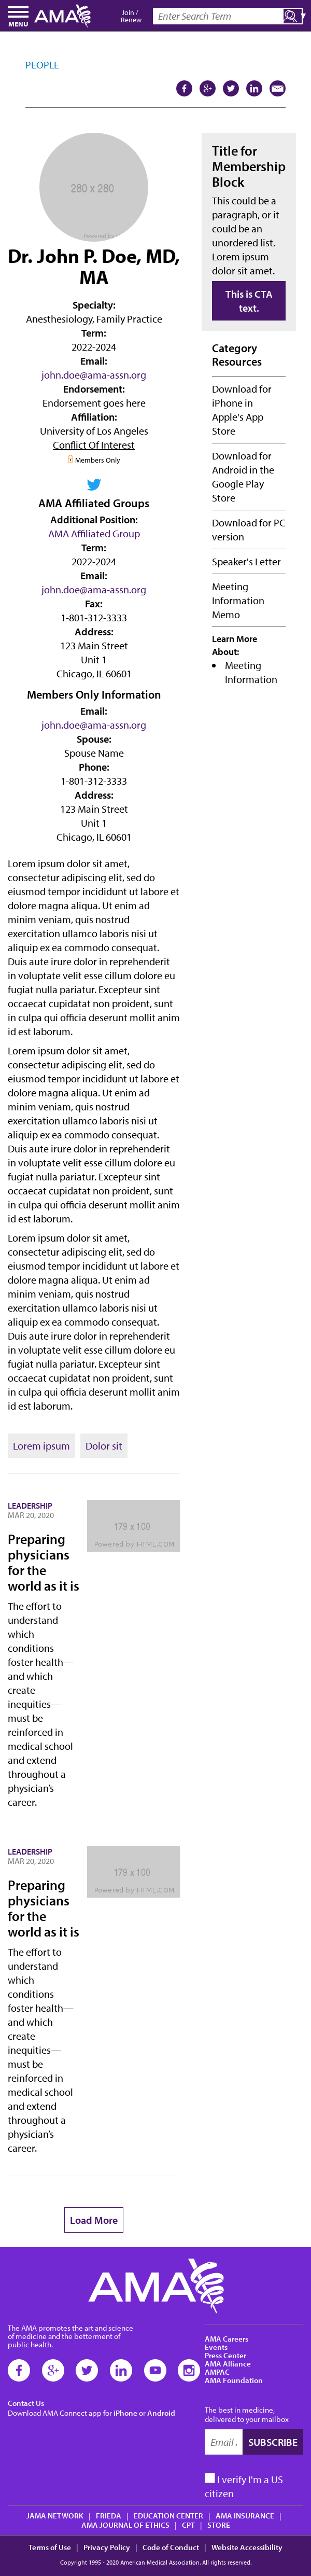 MENU
AMA
Join /
Renew
Enter Search Term
PEOPLE
280 x 280
Powered by
Dr. John P. Doe, MD,
MA
Specialty:
Anesthesiology, Family Practice
Term:
2022-2024
Email:
john.doe@ama-assn.org
Endorsement:
Endorsement goes here
Affiliation:
University of Los Angeles
Conflict Of Interest
Members Only
AMA Affiliated Groups
Additional Position:
AMA Affiliated Group
Term:
2022-2024
Email:
john.doe@ama-assn.org
Fax:
1-801-312-3333
Address:
123 Main Street
Unit 1
Chicago, IL 60601
Members Only Information
Email:
john.doe@ama-assn.org
Spouse:
Spouse Name
Phone:
1-801-312-3333
Address:
123 Main Street
Unit 1
Chicago, IL 60601
Lorem ipsum dolor sit amet,
consectetur adipiscing elit, sed do
eiusmod tempor incididunt ut labore et
dolore magna aliqua. Ut enim ad
minim veniam, quis nostrud
exercitation ullamco laboris nisi ut
aliquip ex ea commodo consequat.
Duis aute irure dolor in reprehenderit
in voluptate velit esse cillum dolore eu
fugiat nulla pariatur. Excepteur sint
occaecat cupidatat non proident, sunt
in culpa qui officia deserunt mollit anim
id est laborum.
Lorem ipsum dolor sit amet,
consectetur adipiscing elit, sed do
eiusmod tempor incididunt ut labore et
dolore magna aliqua. Ut enim ad
minim veniam, quis nostrud
exercitation ullamco laboris nisi ut
aliquip ex ea commodo consequat.
Duis aute irure dolor in reprehenderit
in voluptate velit esse cillum dolore eu
fugiat nulla pariatur. Excepteur sint
occaecat cupidatat non proident, sunt
in culpa qui officia deserunt mollit anim
id est laborum.
Lorem ipsum dolor sit amet,
consectetur adipiscing elit, sed do
eiusmod tempor incididunt ut labore et
dolore magna aliqua. Ut enim ad
minim veniam, quis nostrud
exercitation ullamco laboris nisi ut
aliquip ex ea commodo consequat.
Duis aute irure dolor in reprehenderit
in voluptate velit esse cillum dolore eu
fugiat nulla pariatur. Excepteur sint
occaecat cupidatat non proident, sunt
in culpa qui officia deserunt mollit anim
id est laborum.
Lorem ipsum
Dolor sit
LEADERSHIP
MAR 20, 2020
Preparing
physicians
for the
world as it is
The effort to
understand
which
conditions
foster health—
and which
create
inequities—
must be
reinforced in
medical school
and extend
throughout a
physician's
career.
179 x 100
Powered by HTML.COM
LEADERSHIP
MAR 20, 2020
Preparing
physicians
for the
world as it is
The effort to
understand
which
conditions
foster health—
and which
create
inequities—
must be
reinforced in
medical school
and extend
throughout a
physician's
career.
179 x 100
Powered by HTML.COM
Load More
Title for
Membership
Block
This could be a
paragraph, or it
could be an
unordered list.
Lorem ipsum
dolor sit amet.
This is CTA
text.
Category
Resources
Download for
iPhone in
Apple's App
Store
Download for
Android in the
Google Play
Store
Download for PC
version
Speaker's Letter
Meeting
Information
Memo
Learn More
About:
• Meeting
Information
AMA
The AMA promotes the art and science
of medicine and the betterment of
public health.
Contact Us
Download AMA Connect app for iPhone or Android
AMA Careers
Events
Press Center
AMA Alliance
AMPAC
AMA Foundation
The best in medicine,
delivered to your mailbox
Email .
SUBSCRIBE
I verify I'm a US
citizen
JAMA NETWORK | FRIEDA | EDUCATION CENTER | AMA INSURANCE |
AMA JOURNAL OF ETHICS | CPT | STORE
Terms of Use | Privacy Policy | Code of Conduct | Website Accessibility
Copyright 1995 - 2020 American Medical Association. All rights reserved.